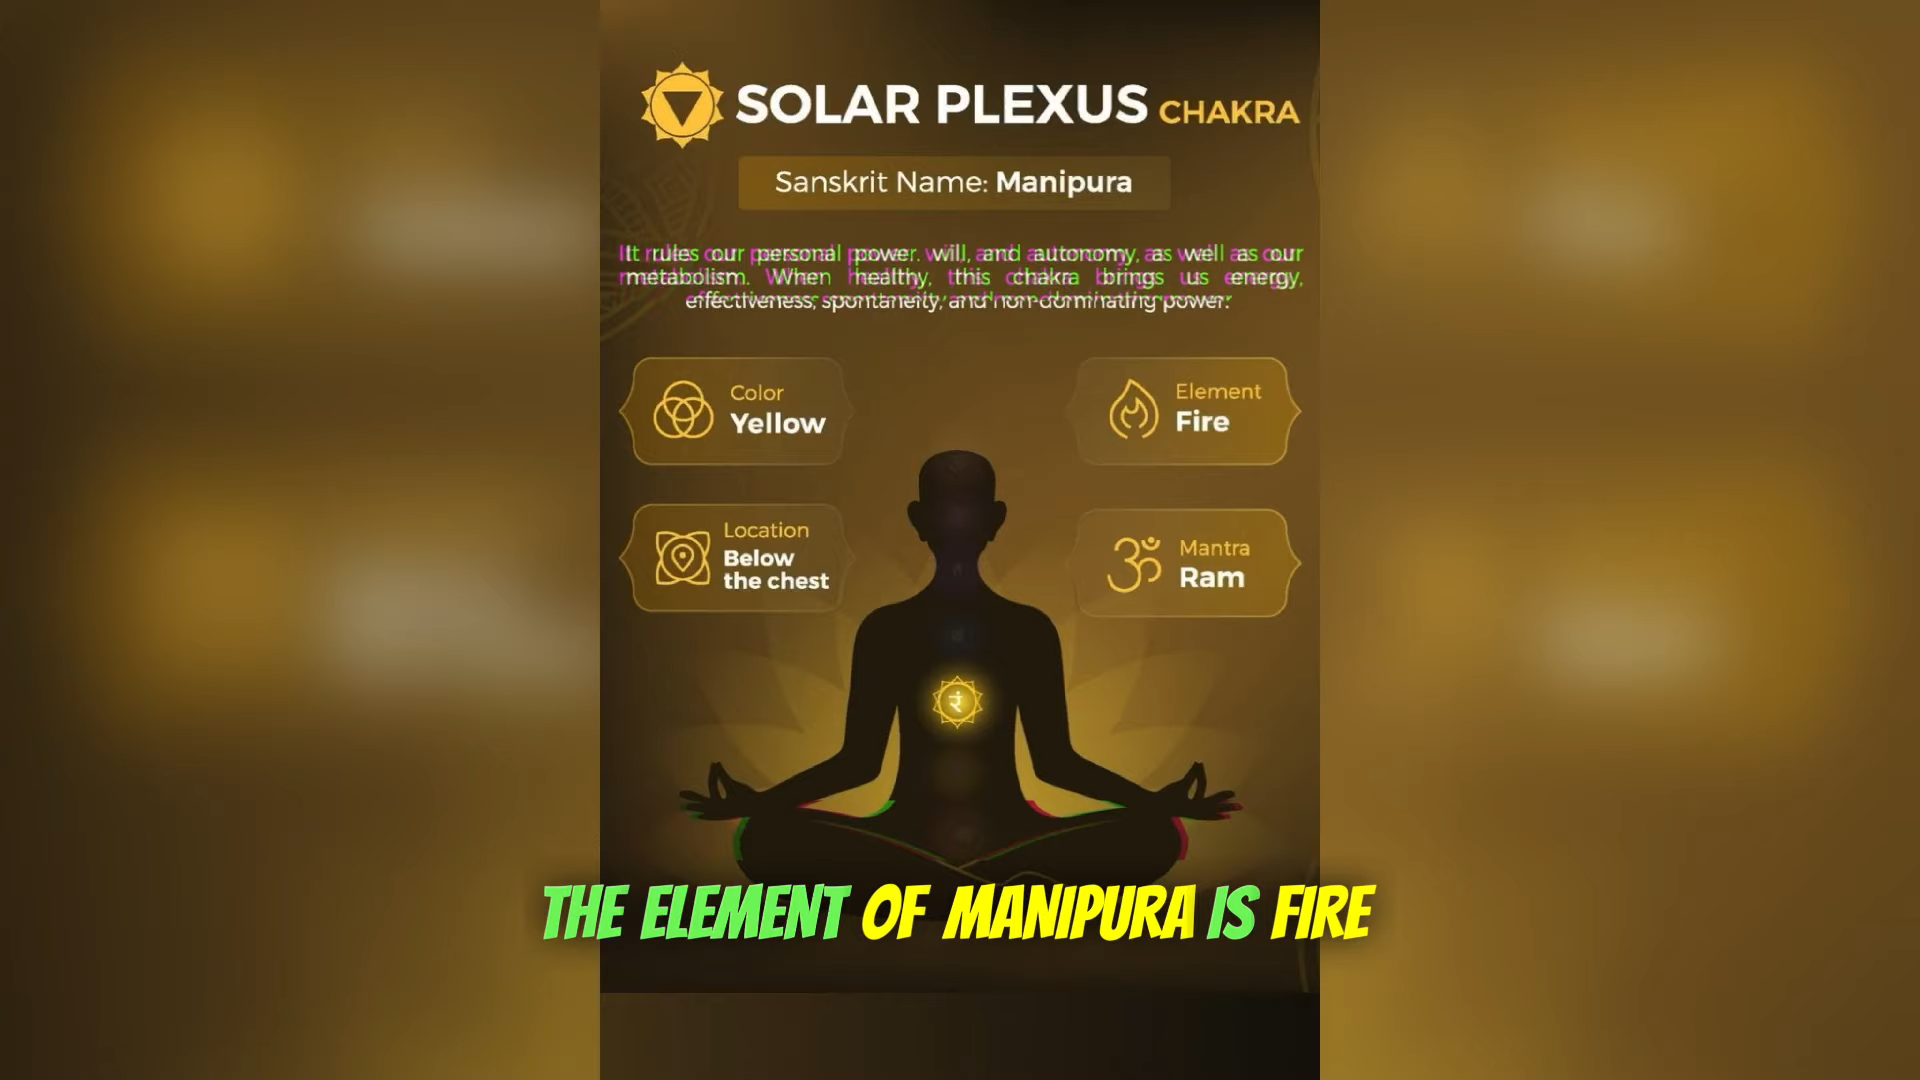 SOLAR PLEXUS CHAKRA
Sanskrit Name: Manipura
It rules our personal power. will, and autonomy, as well as our
metabolism. When healthy, this chakra brings us energy,
effectiveness, spontaneity, and non-dominating power.
Color
Yellow
Element
Fire
Location
Below
the chest
Mantra
Ram
ॐ
रं
THE ELEMENT OF MANIPURA IS FIRE